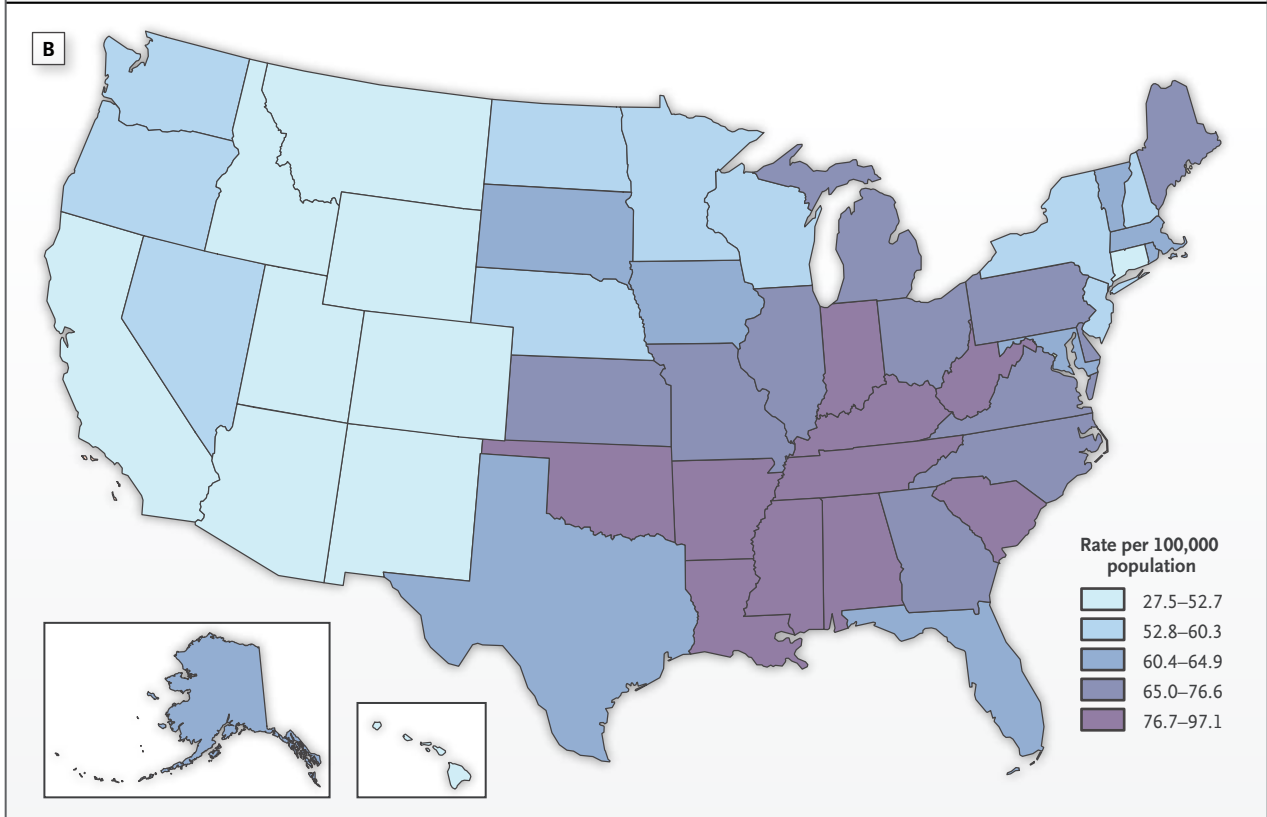 B
Rate per 100,000
population
27.5–52.7
52.8–60.3
60.4–64.9
65.0–76.6
76.7–97.1